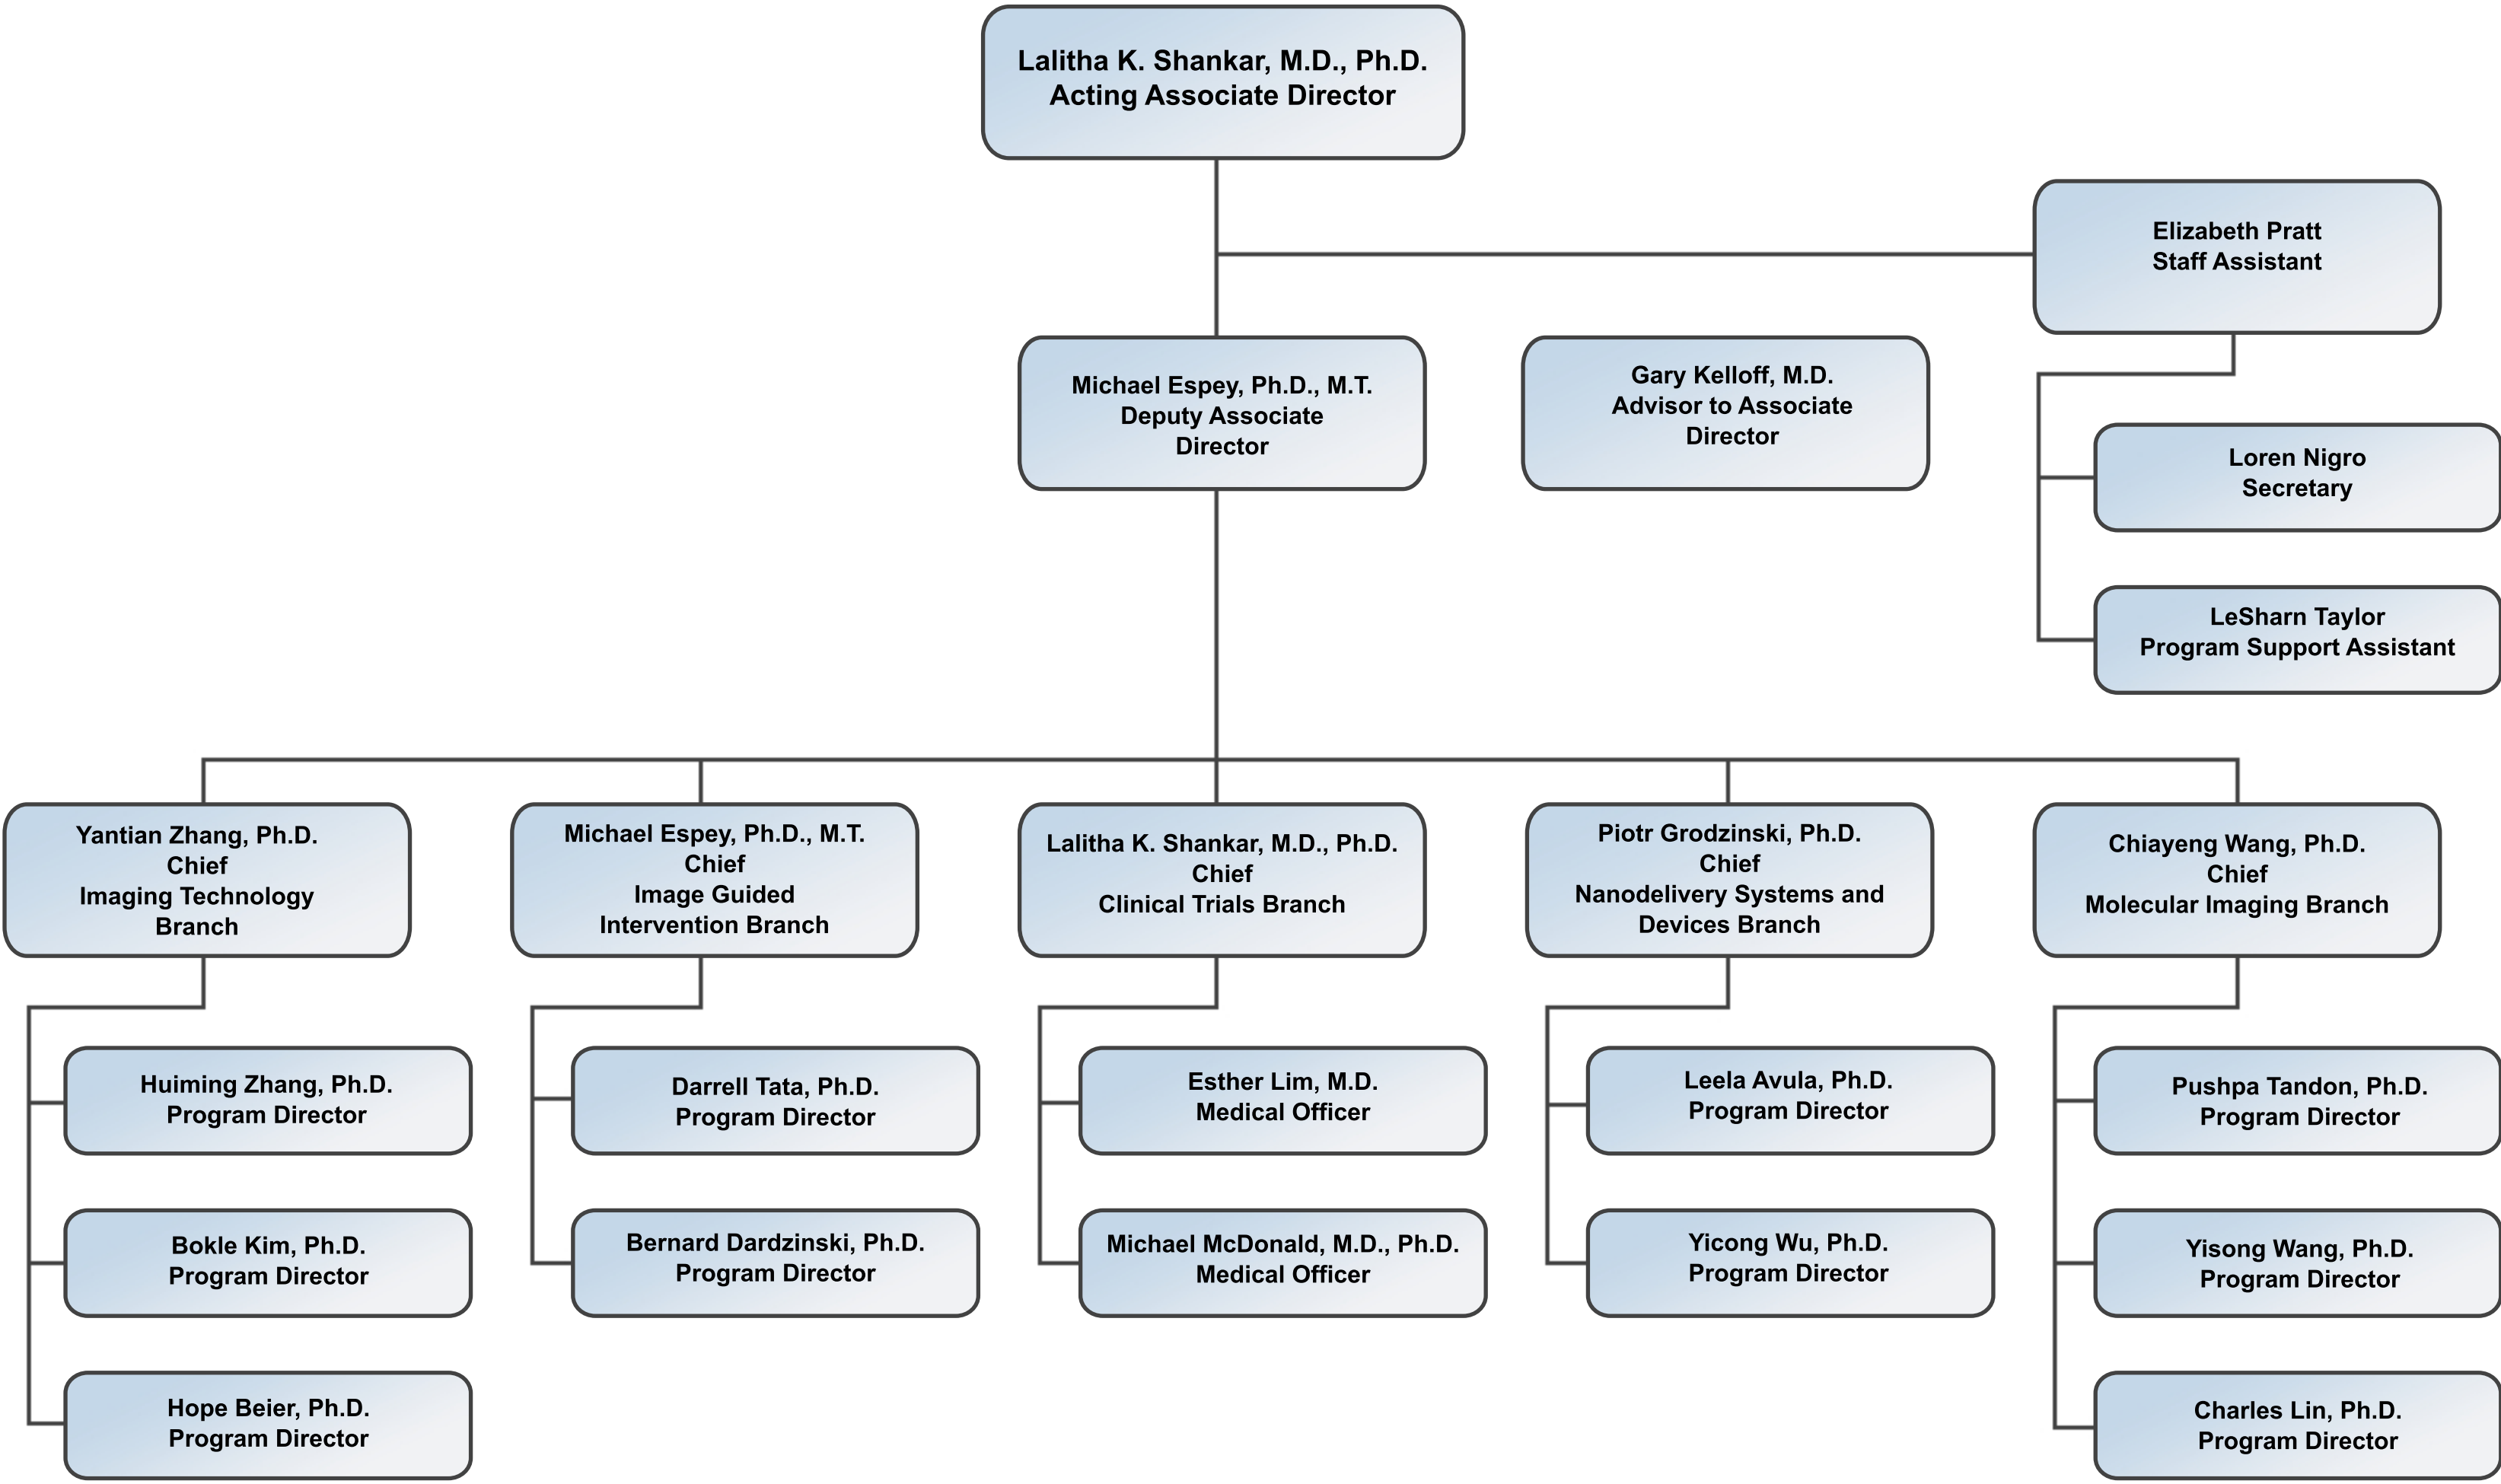 Lalitha K. Shankar, M.D., Ph.D.
Acting Associate Director
Elizabeth Pratt
Staff Assistant
Michael Espey, Ph.D., M.T.
Deputy Associate
Director
Gary Kelloff, M.D.
Advisor to Associate
Director
Loren Nigro
Secretary
LeSharn Taylor
Program Support Assistant
Yantian Zhang, Ph.D.
Chief
Imaging Technology
Branch
Michael Espey, Ph.D., M.T.
Chief
Image Guided
Intervention Branch
Lalitha K. Shankar, M.D., Ph.D.
Chief
Clinical Trials Branch
Piotr Grodzinski, Ph.D.
Chief
Nanodelivery Systems and
Devices Branch
Chiayeng Wang, Ph.D.
Chief
Molecular Imaging Branch
Huiming Zhang, Ph.D.
Program Director
Darrell Tata, Ph.D.
Program Director
Esther Lim, M.D.
Medical Officer
Leela Avula, Ph.D.
Program Director
Pushpa Tandon, Ph.D.
Program Director
Bokle Kim, Ph.D.
Program Director
Bernard Dardzinski, Ph.D.
Program Director
Michael McDonald, M.D., Ph.D.
Medical Officer
Yicong Wu, Ph.D.
Program Director
Yisong Wang, Ph.D.
Program Director
Hope Beier, Ph.D.
Program Director
Charles Lin, Ph.D.
Program Director